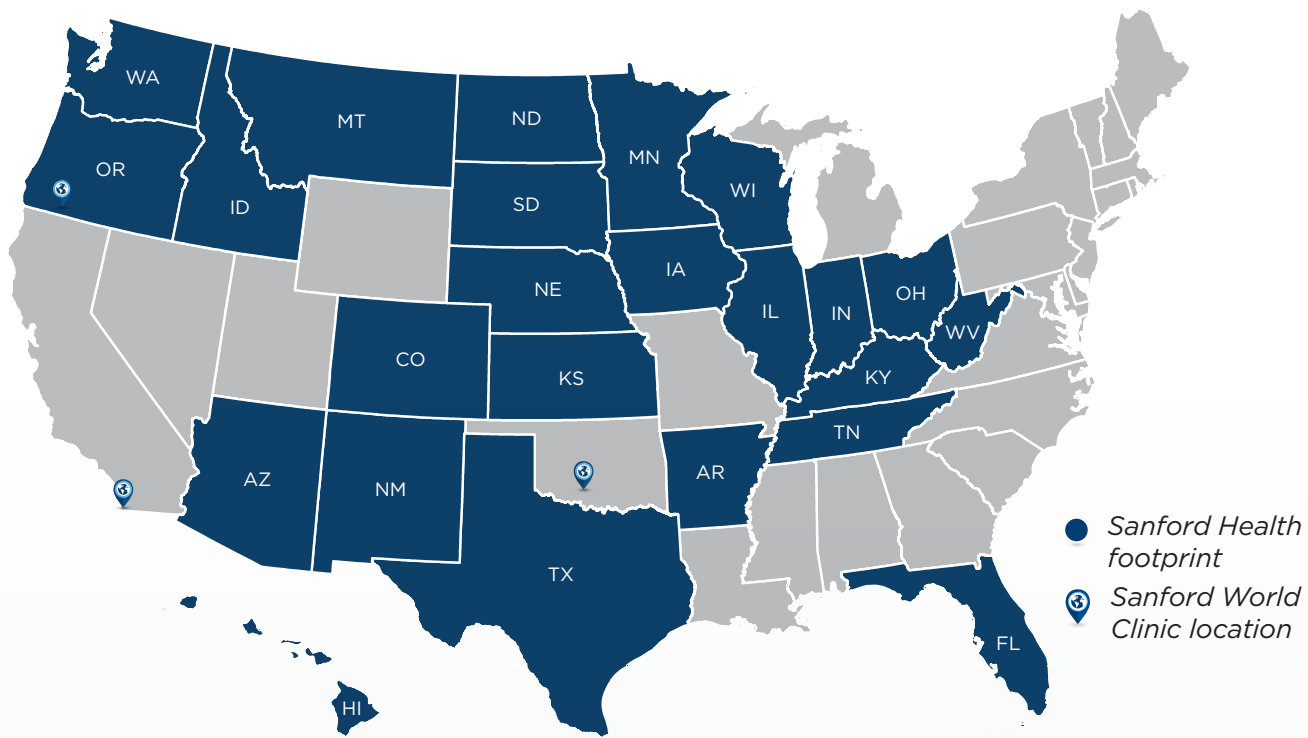 WA
MT
ND
MN
OR
ID
SD
WI
IA
NE
IL
IN
OH
WV
CO
KS
KY
TN
AZ
NM
AR
TX
FL
HI
Sanford Health
footprint
Sanford World
Clinic location